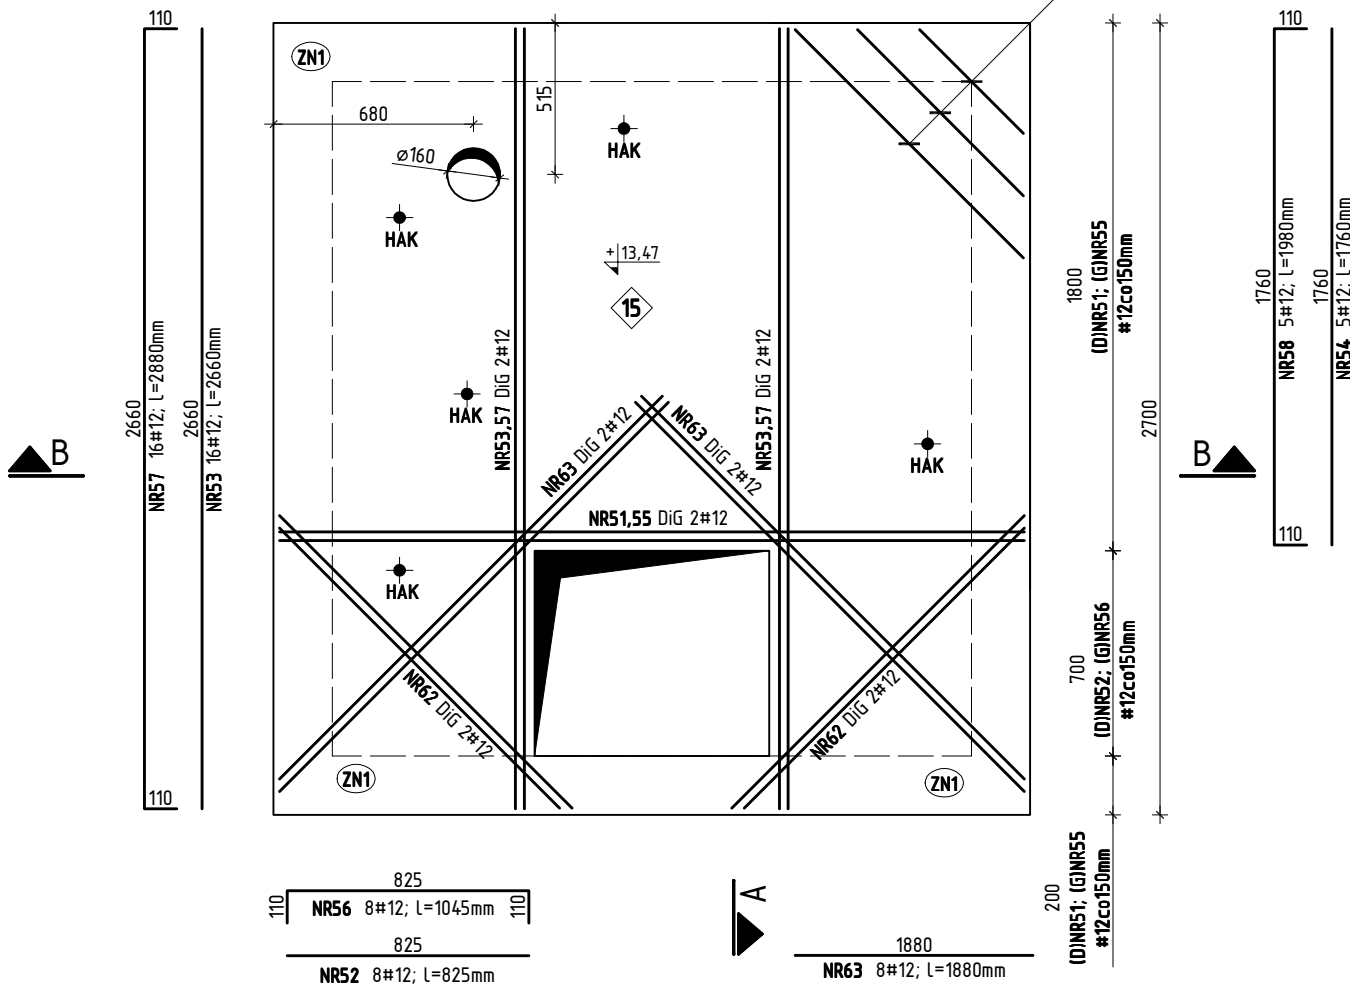 110
110
ZN1
515
680
ø160
HAK
HAK
+ 13,47
15
HAK
HAK
HAK
NR53,57 DiG 2#12
NR53,57 DiG 2#12
NR63 DiG 2#12
NR63 DiG 2#12
NR51,55 DiG 2#12
NR62 DiG 2#12
NR62 DiG 2#12
ZN1
ZN1
2660
NR57 16#12; l=2880mm
2660
NR53 16#12; l=2660mm
110
B
B
1800
(D)NR51; (G)NR55
#12co150mm
2700
700
(D)NR52; (G)NR56
#12co150mm
200
(D)NR51; (G)NR55
#12co150mm
1760
NR58 5#12; l=1980mm
1760
NR54 5#12; l=1760mm
110
825
110
NR56 8#12; l=1045mm
110
825
NR52 8#12; l=825mm
A
1880
NR63 8#12; l=1880mm